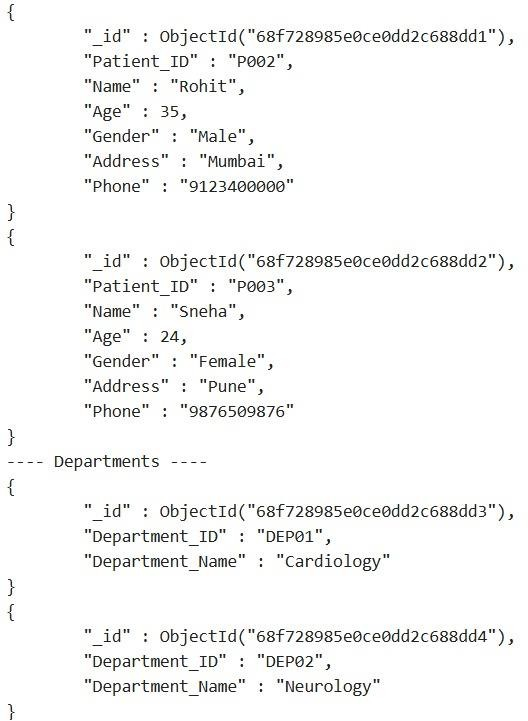 {
        "_id" : ObjectId("68f728985e0ce0dd2c688dd1"),
        "Patient_ID" : "P002",
        "Name" : "Rohit",
        "Age" : 35,
        "Gender" : "Male",
        "Address" : "Mumbai",
        "Phone" : "9123400000"
}
{
        "_id" : ObjectId("68f728985e0ce0dd2c688dd2"),
        "Patient_ID" : "P003",
        "Name" : "Sneha",
        "Age" : 24,
        "Gender" : "Female",
        "Address" : "Pune",
        "Phone" : "9876509876"
}
---- Departments ----
{
        "_id" : ObjectId("68f728985e0ce0dd2c688dd3"),
        "Department_ID" : "DEP01",
        "Department_Name" : "Cardiology"
}
{
        "_id" : ObjectId("68f728985e0ce0dd2c688dd4"),
        "Department_ID" : "DEP02",
        "Department_Name" : "Neurology"
}